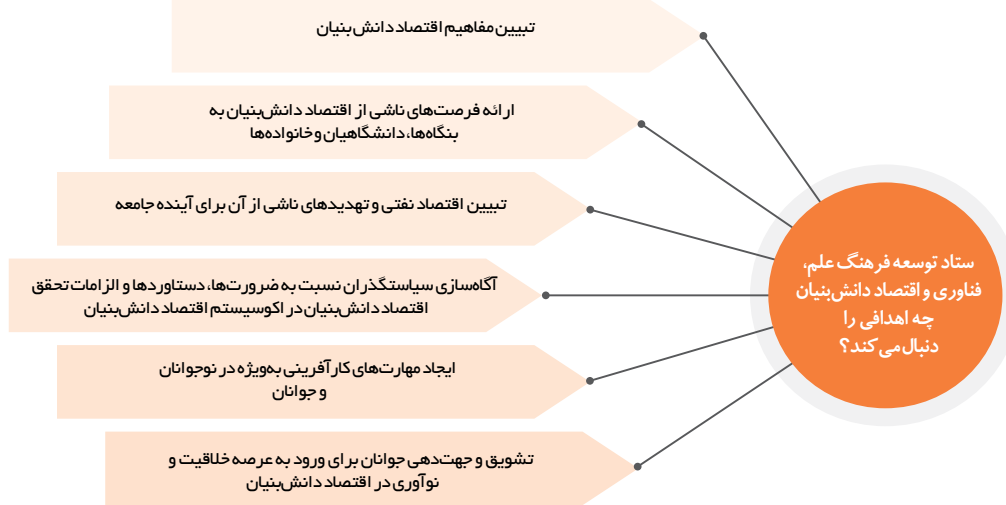 ستاد توسعه فرهنگ علم،
فناوری و اقتصاد دانش‌بنیان
چه اهدافی را
دنبال می‌کند؟
تبیین مفاهیم اقتصاد دانش بنیان
ارائه فرصت‌های ناشی از اقتصاد دانش‌بنیان به
بنگاه‌ها، دانشگاهیان و خانواده‌ها
تبیین اقتصاد نفتی و تهدیدهای ناشی از آن برای آینده جامعه
آگاه‌سازی سیاستگذران نسبت به ضرورت‌ها، دستاوردها و الزامات تحقق
اقتصاد دانش‌بنیان در اکوسیستم اقتصاد دانش‌بنیان
ایجاد مهارت‌های کارآفرینی به‌ویژه در نوجوانان
و جوانان
تشویق و جهت‌دهی جوانان برای ورود به عرصه خلاقیت و
نوآوری در اقتصاد دانش‌بنیان